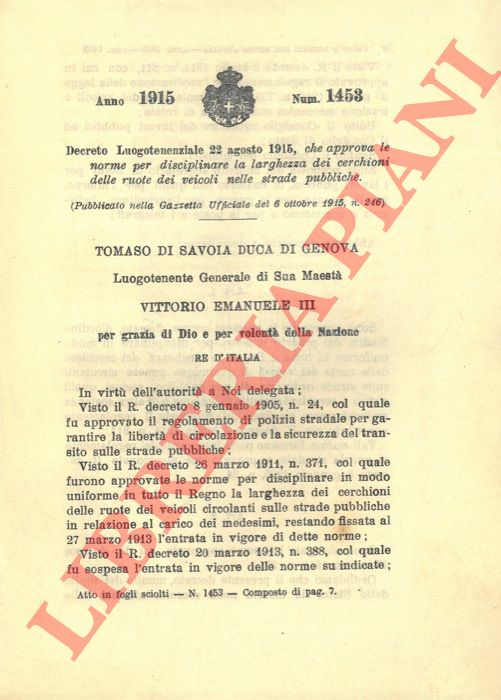 Anno 1915
Num. 1453
Decreto Luogotenenziale 22 agosto 1915, che approva le
norme per disciplinare la larghezza dei cerchioni
delle ruote dei veicoli nelle strade pubbliche.
(Pubblicato nella Gazzetta Ufficiale del 6 ottobre 1915, n. 246)
TOMASO DI SAVOIA DUCA DI GENOVA
Luogotenente Generale di Sua Maestà
VITTORIO EMANUELE III
per grazia di Dio e per volontà della Nazione
RE D'ITALIA
In virtù dell'autorità a Noi delegata;
Visto il R. decreto 8 gennaio 1905, n. 24, col quale
fu approvato il regolamento di polizia stradale per ga-
rantire la libertà di circolazione e la sicurezza del tran-
sito sulle strade pubbliche;
Visto il R. decreto 26 marzo 1911, n. 371, col quale
furono approvate le norme per disciplinare in modo
uniforme in tutto il Regno la larghezza dei cerchioni
delle ruote dei veicoli circolanti sulle strade pubbliche
in relazione al carico dei medesimi, restando fissata al
27 marzo 1913 l'entrata in vigore di dette norme;
Visto il R. decreto 20 marzo 1913, n. 388, col quale
fu sospesa l'entrata in vigore delle norme su indicate;
Atto in fogli sciolti — N. 1453 — Composto di pag. 7.
LIBRERIA PIANI